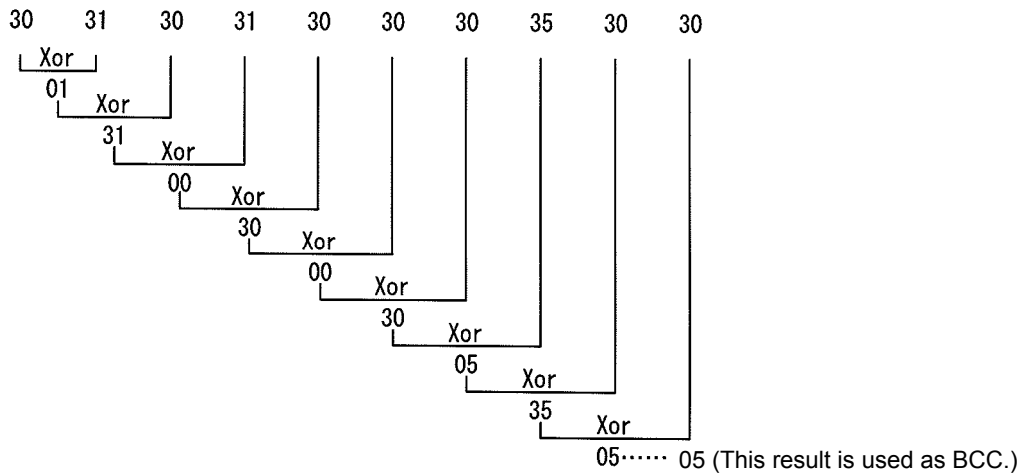 30 31 30 31 30 30 30 35 30 30
Xor
01
Xor
31
Xor
00
Xor
30
Xor
00
Xor
30
Xor
05
Xor
35
Xor
05...... 05 (This result is used as BCC.)